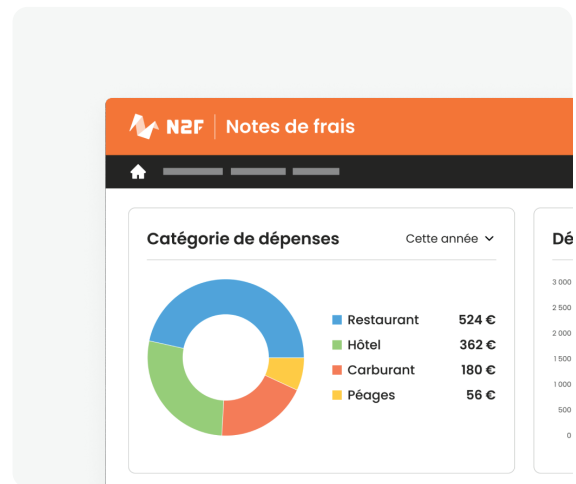 N2F Notes de frais
Catégorie de dépenses
Cette année
Restaurant 524 €
Hôtel 362 €
Carburant 180 €
Péages 56 €
Dé
3 000
2 500
2 000
1 500
1 000
500
0